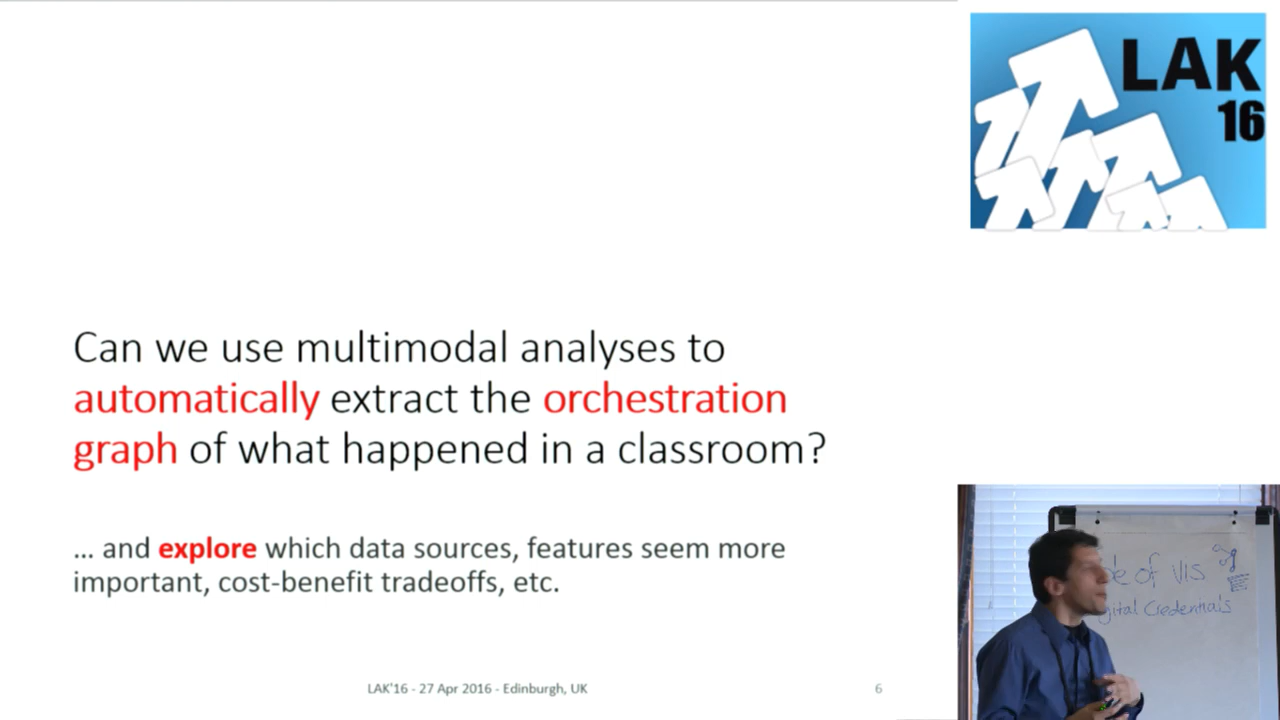 LAK
16
Can we use multimodal analyses to
automatically extract the orchestration
graph of what happened in a classroom?
... and explore which data sources, features seem more
important, cost-benefit tradeoffs, etc.
of Vis
Credentials
LAK'16 - 27 Apr 2016 - Edinburgh, UK
6